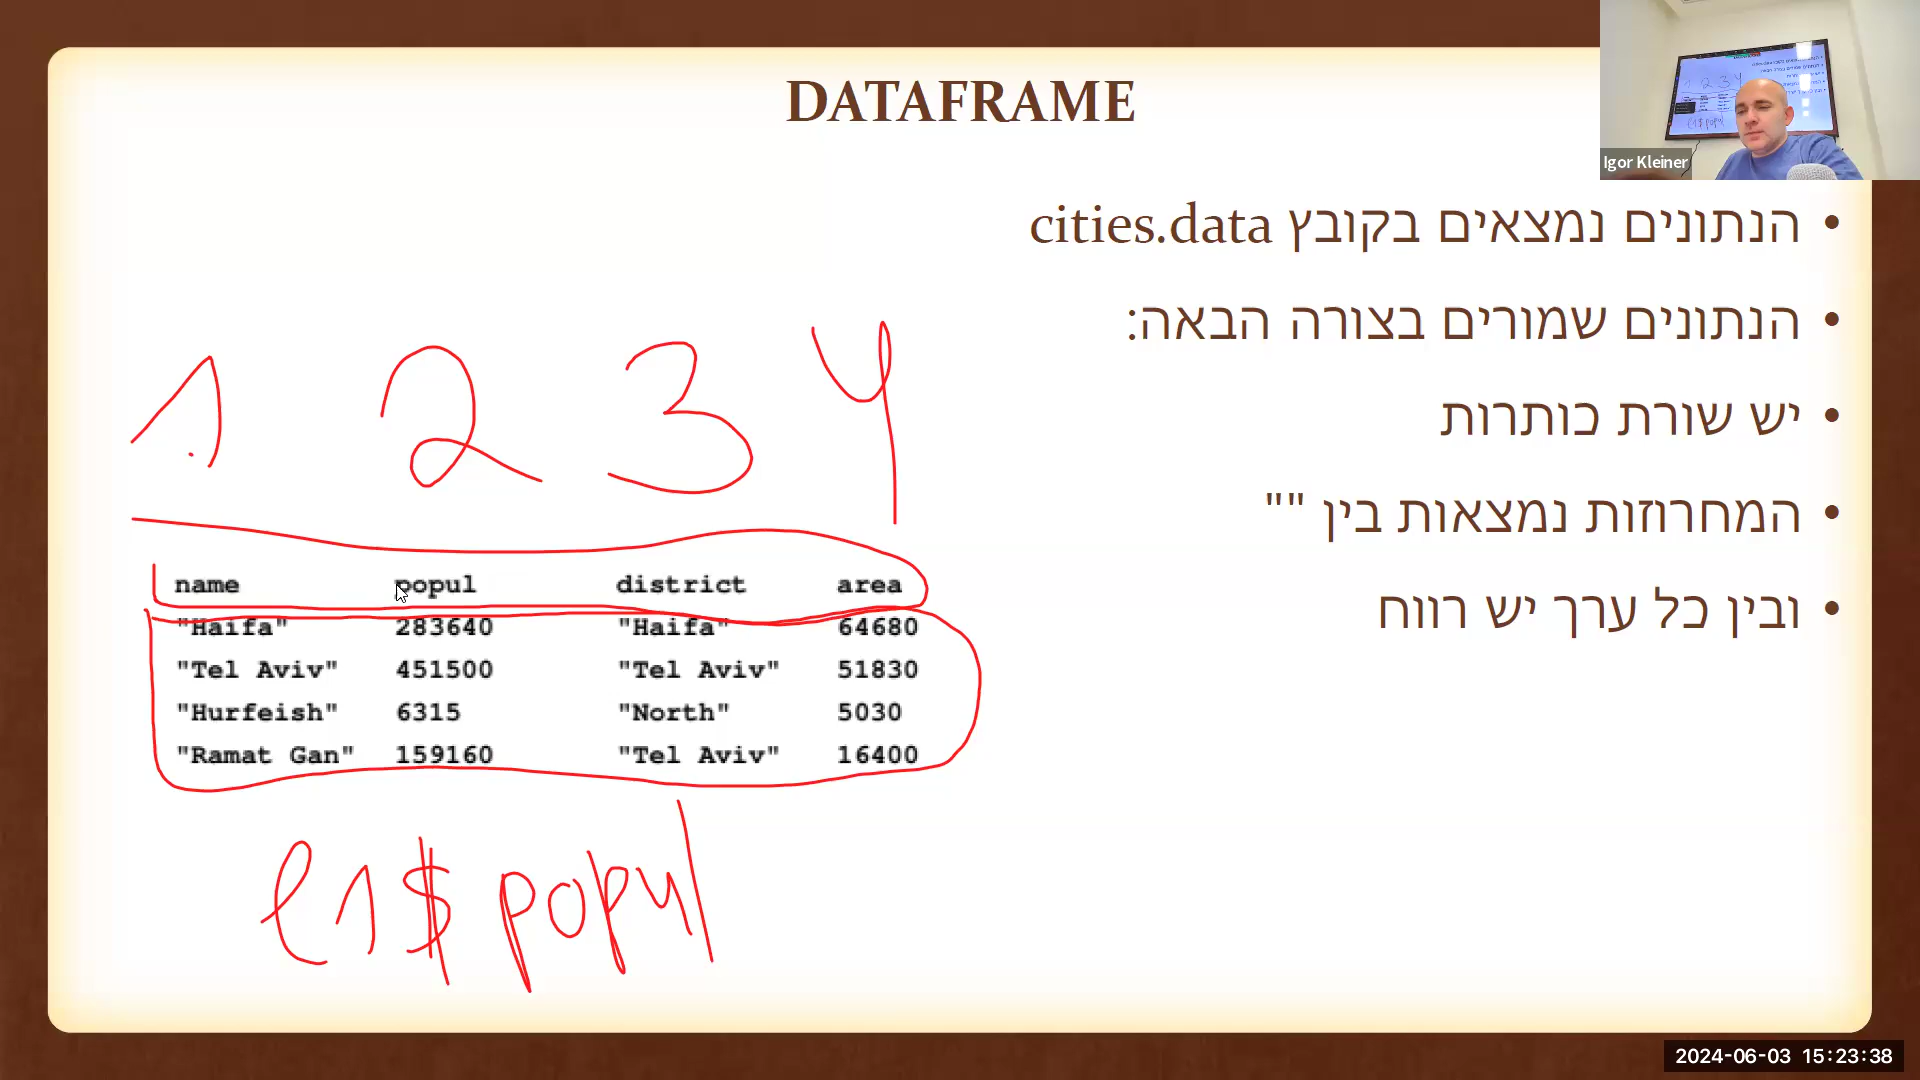 DATAFRAME
Igor Kleiner
• הנתונים נמצאים בקובץ cities.data
• הנתונים שמורים בצורה הבאה:
• יש שורת כותרות
• המחרוזות נמצאות בין ""
• ובין כל ערך יש רווח
1 2 3 4
name popul district area
"Haifa" 283640 "Haifa" 64680
"Tel Aviv" 451500 "Tel Aviv" 51830
"Hurfeish" 6315 "North" 5030
"Ramat Gan" 159160 "Tel Aviv" 16400
l1$popul
2024-06-03 15:23:38